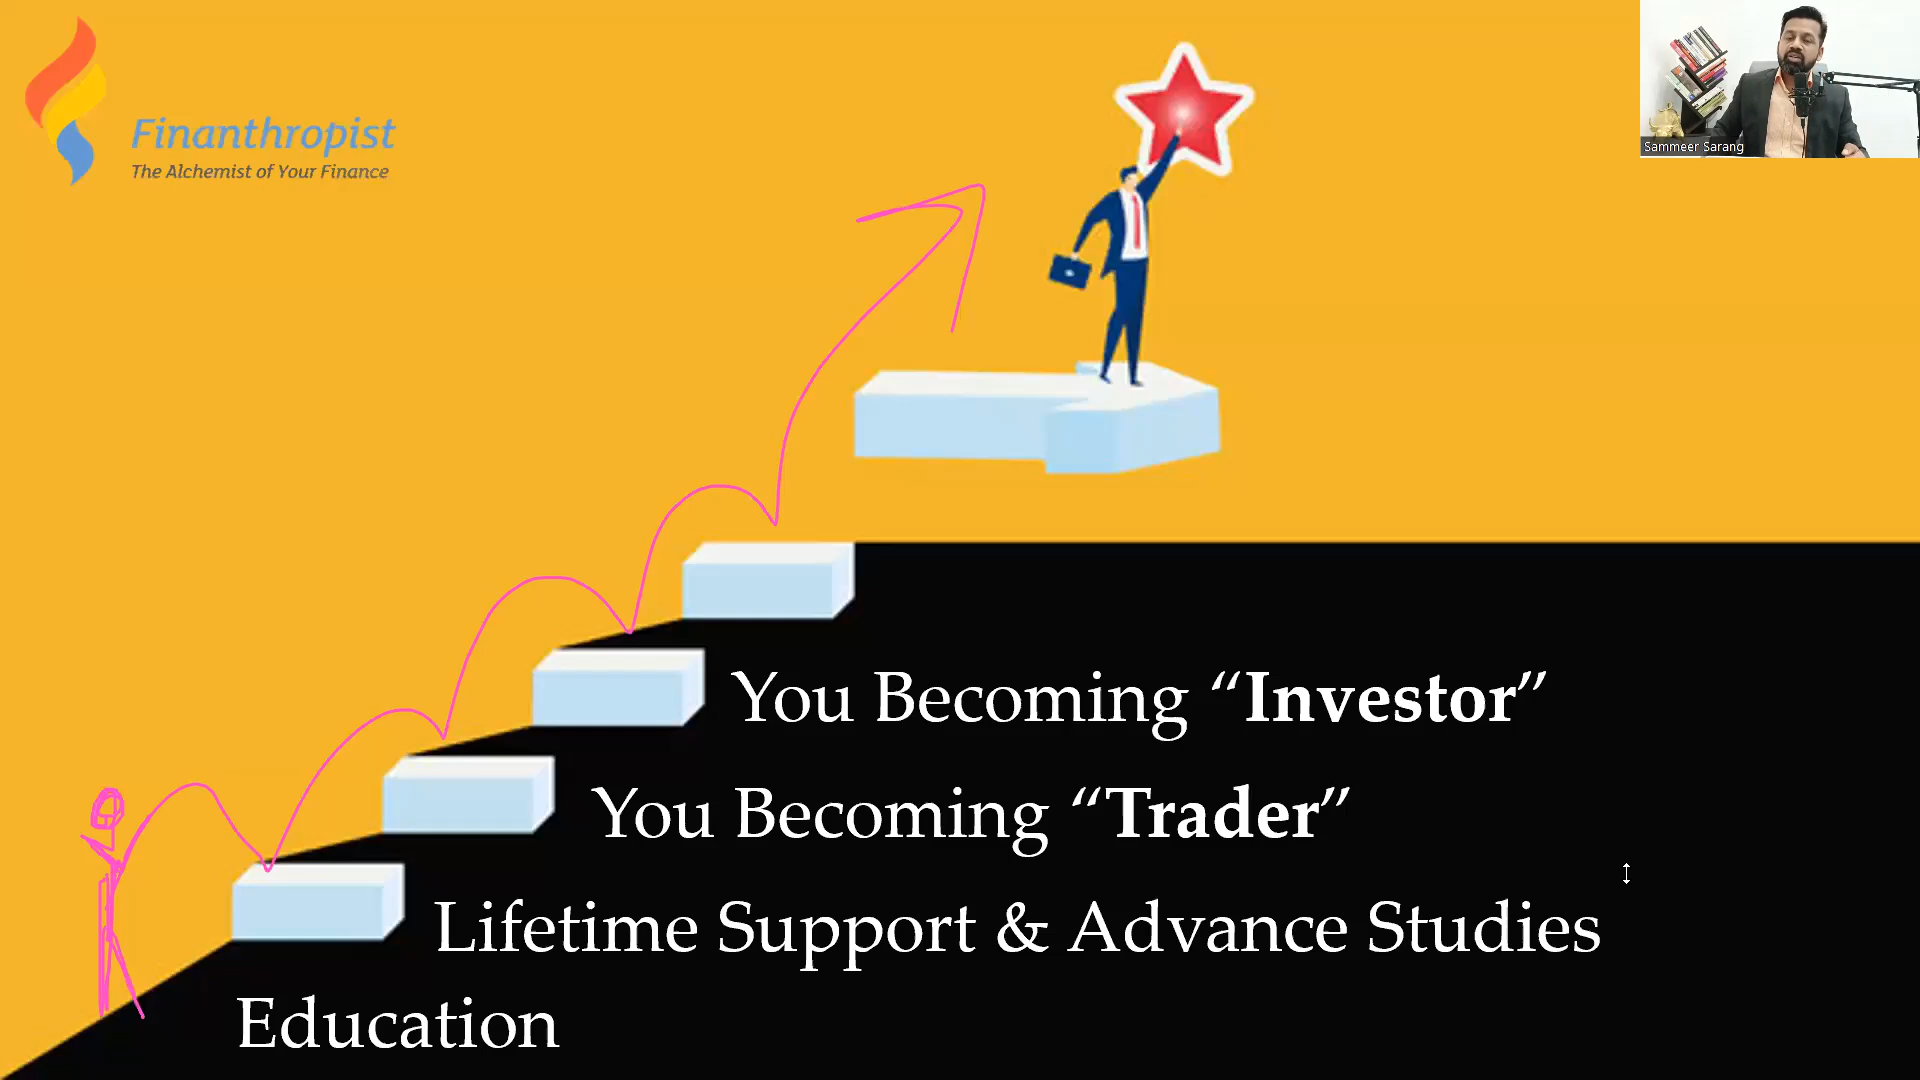 Finanthropist
The Alchemist of Your Finance
Sammeer Sarang
You Becoming “Investor”
You Becoming “Trader”
Lifetime Support & Advance Studies
Education